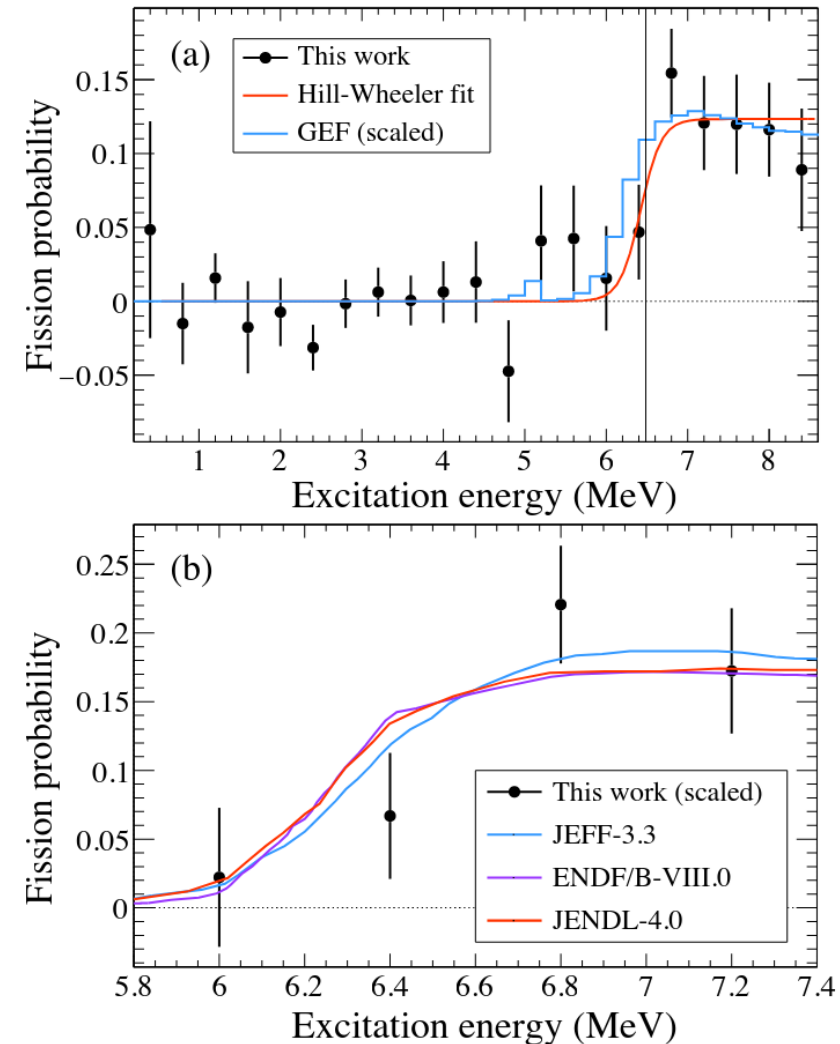 (a)
This work
Hill-Wheeler fit
GEF (scaled)
Fission probability
0.15
0.1
0.05
0
−0.05
1 2 3 4 5 6 7 8
Excitation energy (MeV)
(b)
Fission probability
0.25
0.2
0.15
0.1
0.05
0
This work (scaled)
JEFF-3.3
ENDF/B-VIII.0
JENDL-4.0
5.8 6 6.2 6.4 6.6 6.8 7 7.2 7.4
Excitation energy (MeV)